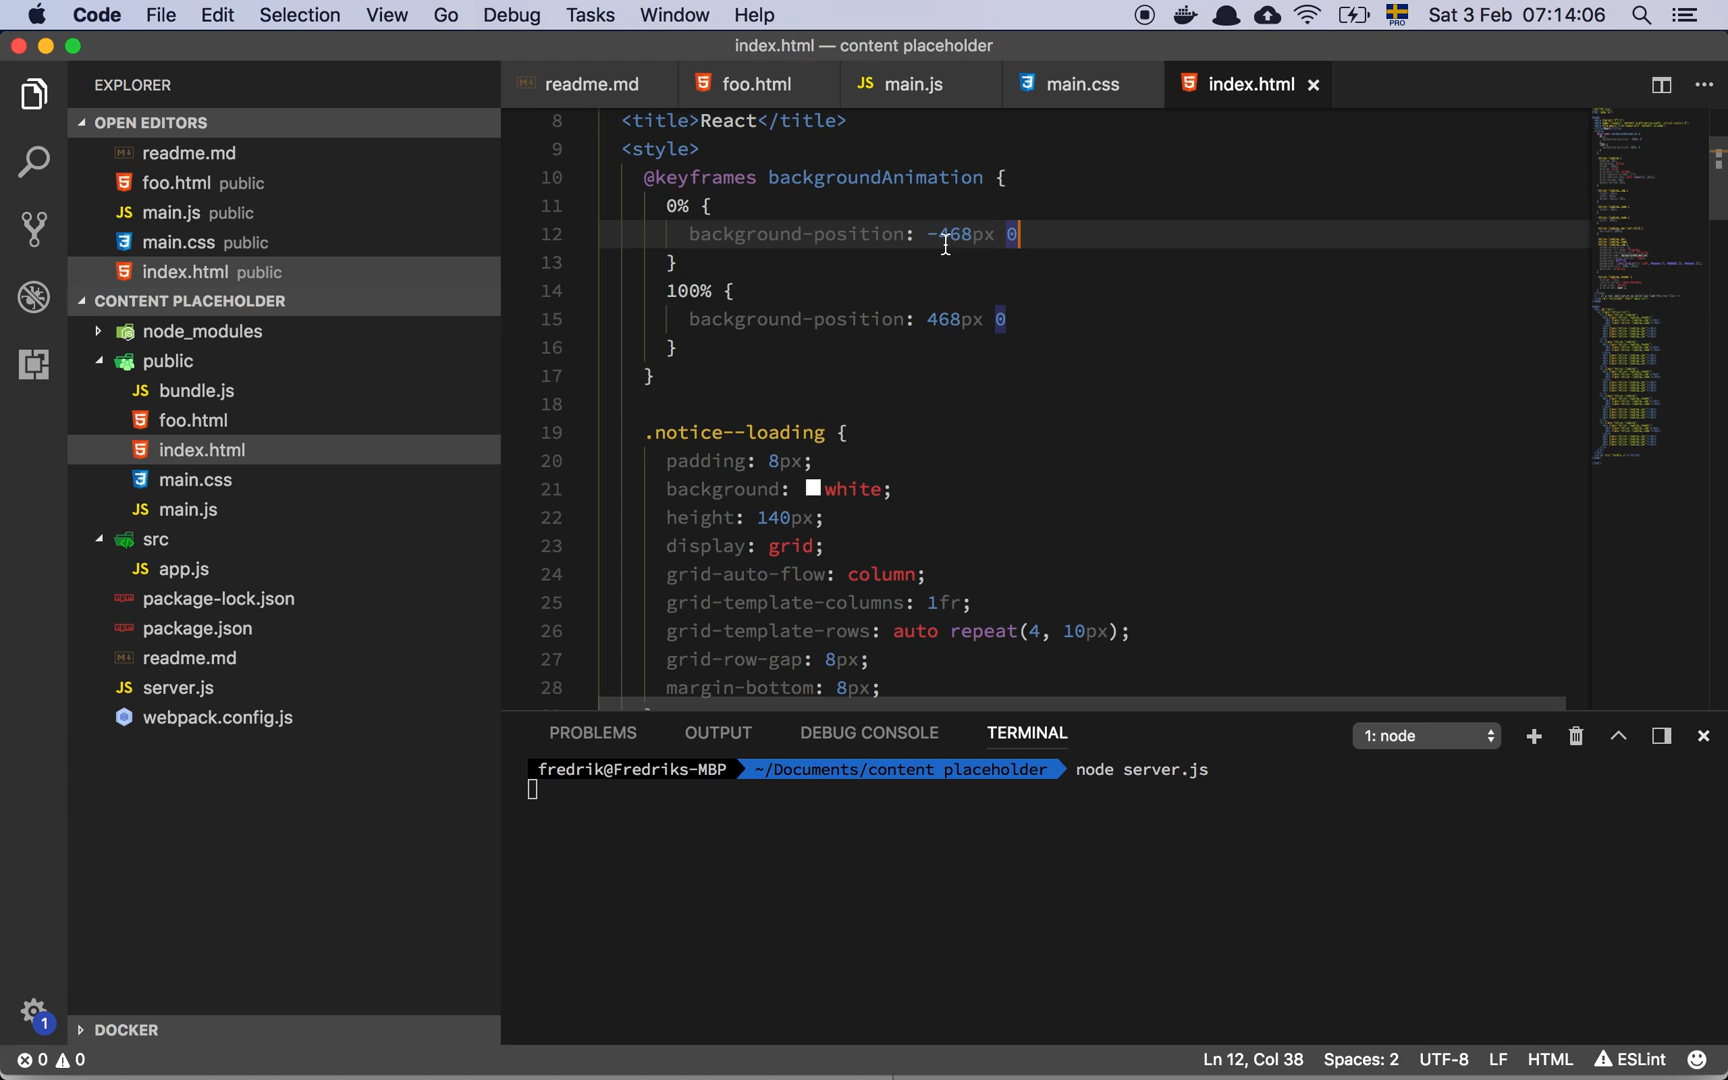 Code File Edit Selection View Go Debug Tasks Window Help PRO Sat 3 Feb 07:14:06
index.html — content placeholder
EXPLORER
OPEN EDITORS
readme.md
foo.html public
JS main.js public
main.css public
index.html public
CONTENT PLACEHOLDER
node_modules
public
JS bundle.js
foo.html
index.html
main.css
JS main.js
src
JS app.js
package-lock.json
package.json
readme.md
JS server.js
webpack.config.js
1
DOCKER
readme.md foo.html JS main.js main.css index.html
8 <title>React</title>
9 <style>
10 @keyframes backgroundAnimation {
11 0% {
12 background-position: -468px 0
13 }
14 100% {
15 background-position: 468px 0
16 }
17 }
18
19 .notice--loading {
20 padding: 8px;
21 background: white;
22 height: 140px;
23 display: grid;
24 grid-auto-flow: column;
25 grid-template-columns: 1fr;
26 grid-template-rows: auto repeat(4, 10px);
27 grid-row-gap: 8px;
28 margin-bottom: 8px;
PROBLEMS OUTPUT DEBUG CONSOLE TERMINAL 1: node
fredrik@Fredriks-MBP ~/Documents/content placeholder node server.js
0 0 Ln 12, Col 38 Spaces: 2 UTF-8 LF HTML ESLint